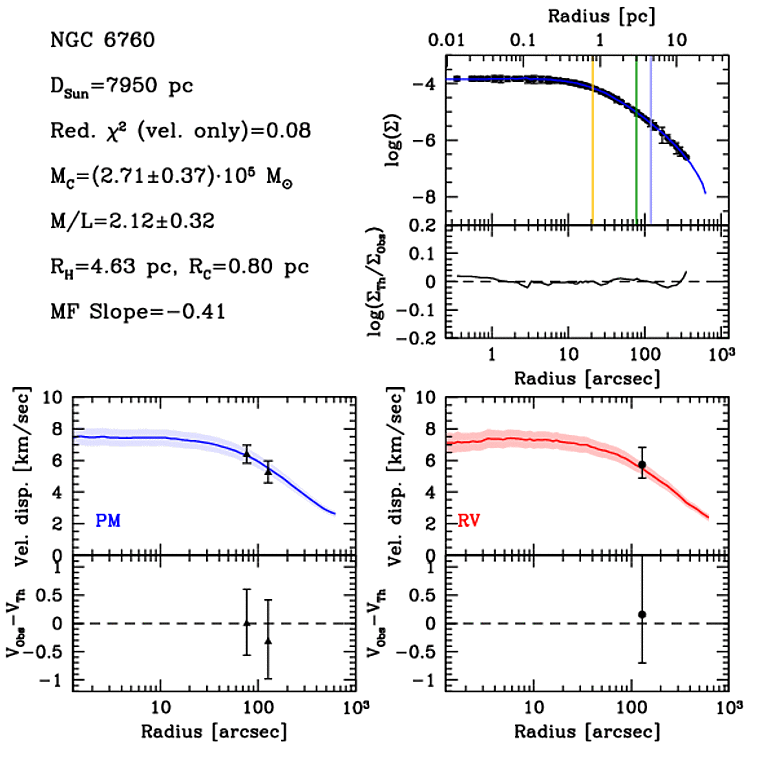 NGC 6760
D_Sun=7950 pc
Red. χ² (vel. only)=0.08
M_C=(2.71±0.37)·10⁵ M_⊙
M/L=2.12±0.32
R_H=4.63 pc, R_C=0.80 pc
MF Slope=−0.41
Radius [pc]
0.01 0.1 1 10
log(Σ)
−4
−6
−8
log(Σ_Th/Σ_Obs)
0.2
0.1
0
−0.1
−0.2
1 10 100 10³
Radius [arcsec]
Vel. disp. [km/sec]
10
8
6
4
2
0
PM
V_Obs−V_Th
1
0.5
0
−0.5
−1
10 100 10³
Radius [arcsec]
Vel. disp. [km/sec]
10
8
6
4
2
0
RV
V_Obs−V_Th
1
0.5
0
−0.5
−1
10 100 10³
Radius [arcsec]